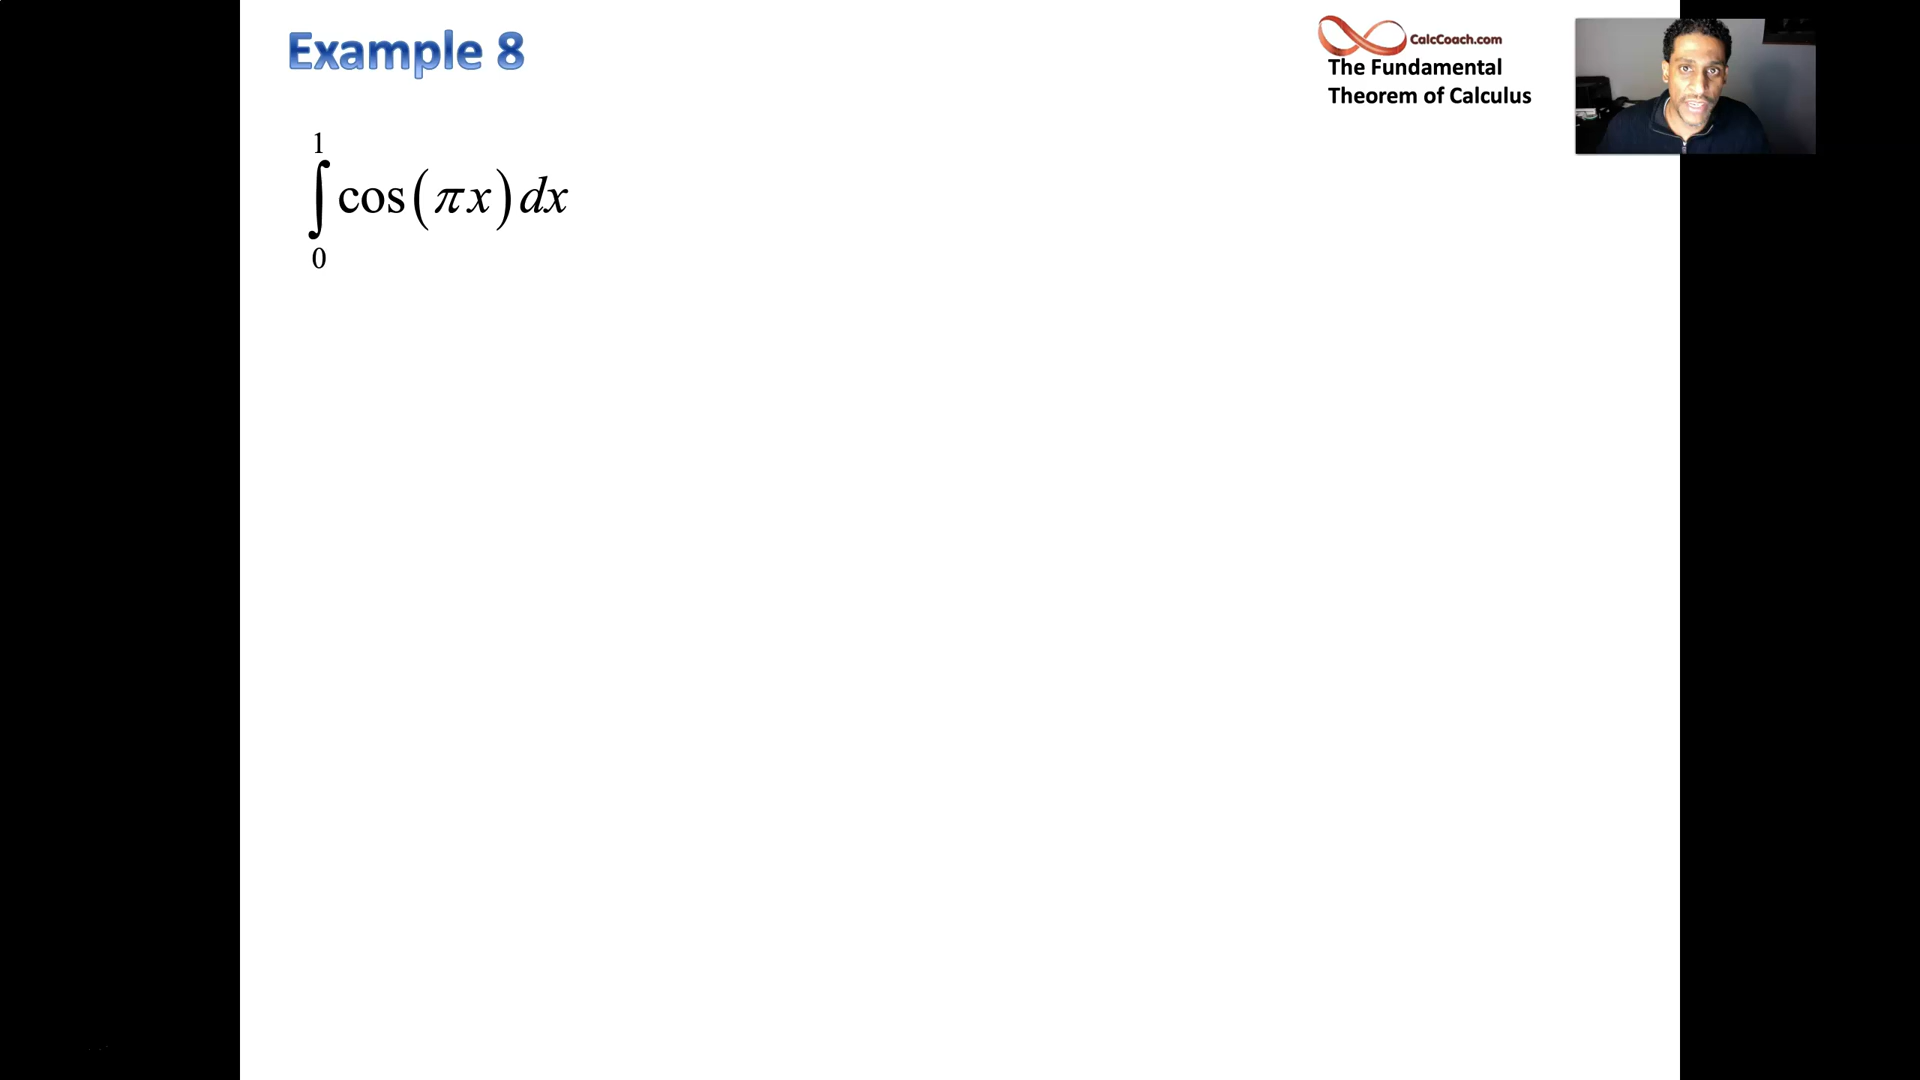 Example 8
CalcCoach.com
The Fundamental
Theorem of Calculus
1
∫ cos(πx) dx
0